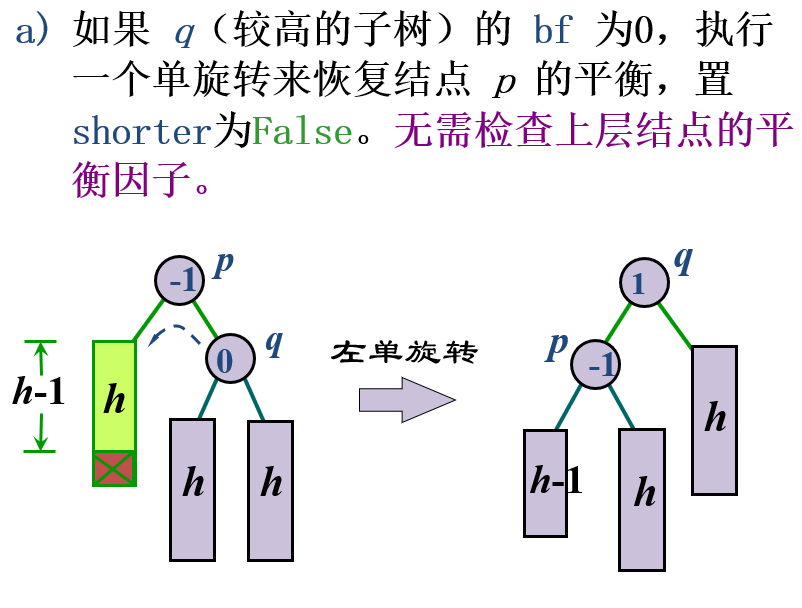 a) 如果 q（较高的子树）的 bf 为0，执行
一个单旋转来恢复结点 p 的平衡，置
shorter为False。无需检查上层结点的平
衡因子。
p
-1
q
0
h-1
h
h
h
左单旋转
q
1
p
-1
h
h-1
h